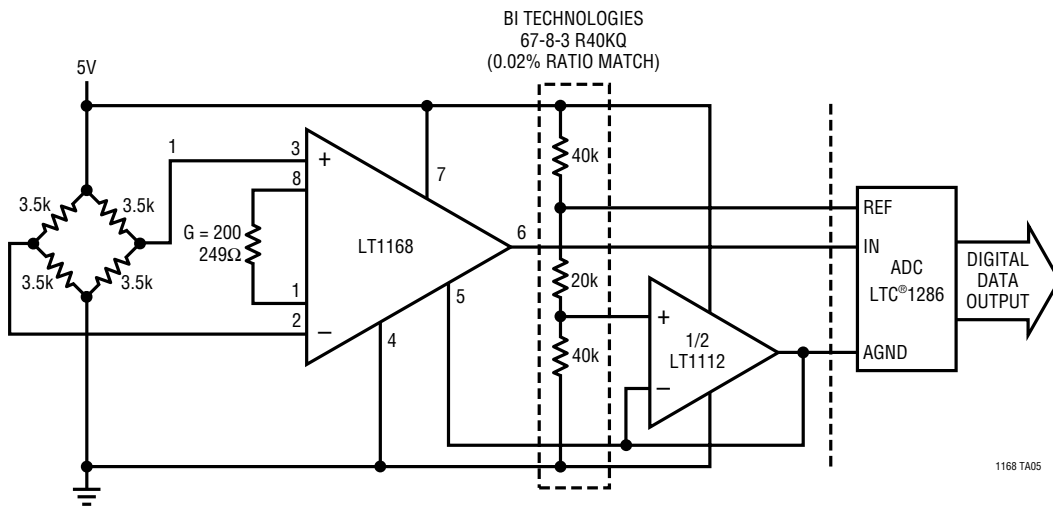 BI TECHNOLOGIES
67-8-3 R40KQ
(0.02% RATIO MATCH)
5V
1
3
+
8
7
40k
3.5k
3.5k
G = 200
249Ω
LT1168
6
REF
IN
ADC
LTC®1286
DIGITAL
DATA
OUTPUT
3.5k
3.5k
1
2
–
4
5
20k
40k
+
1/2
LT1112
–
AGND
1168 TA05